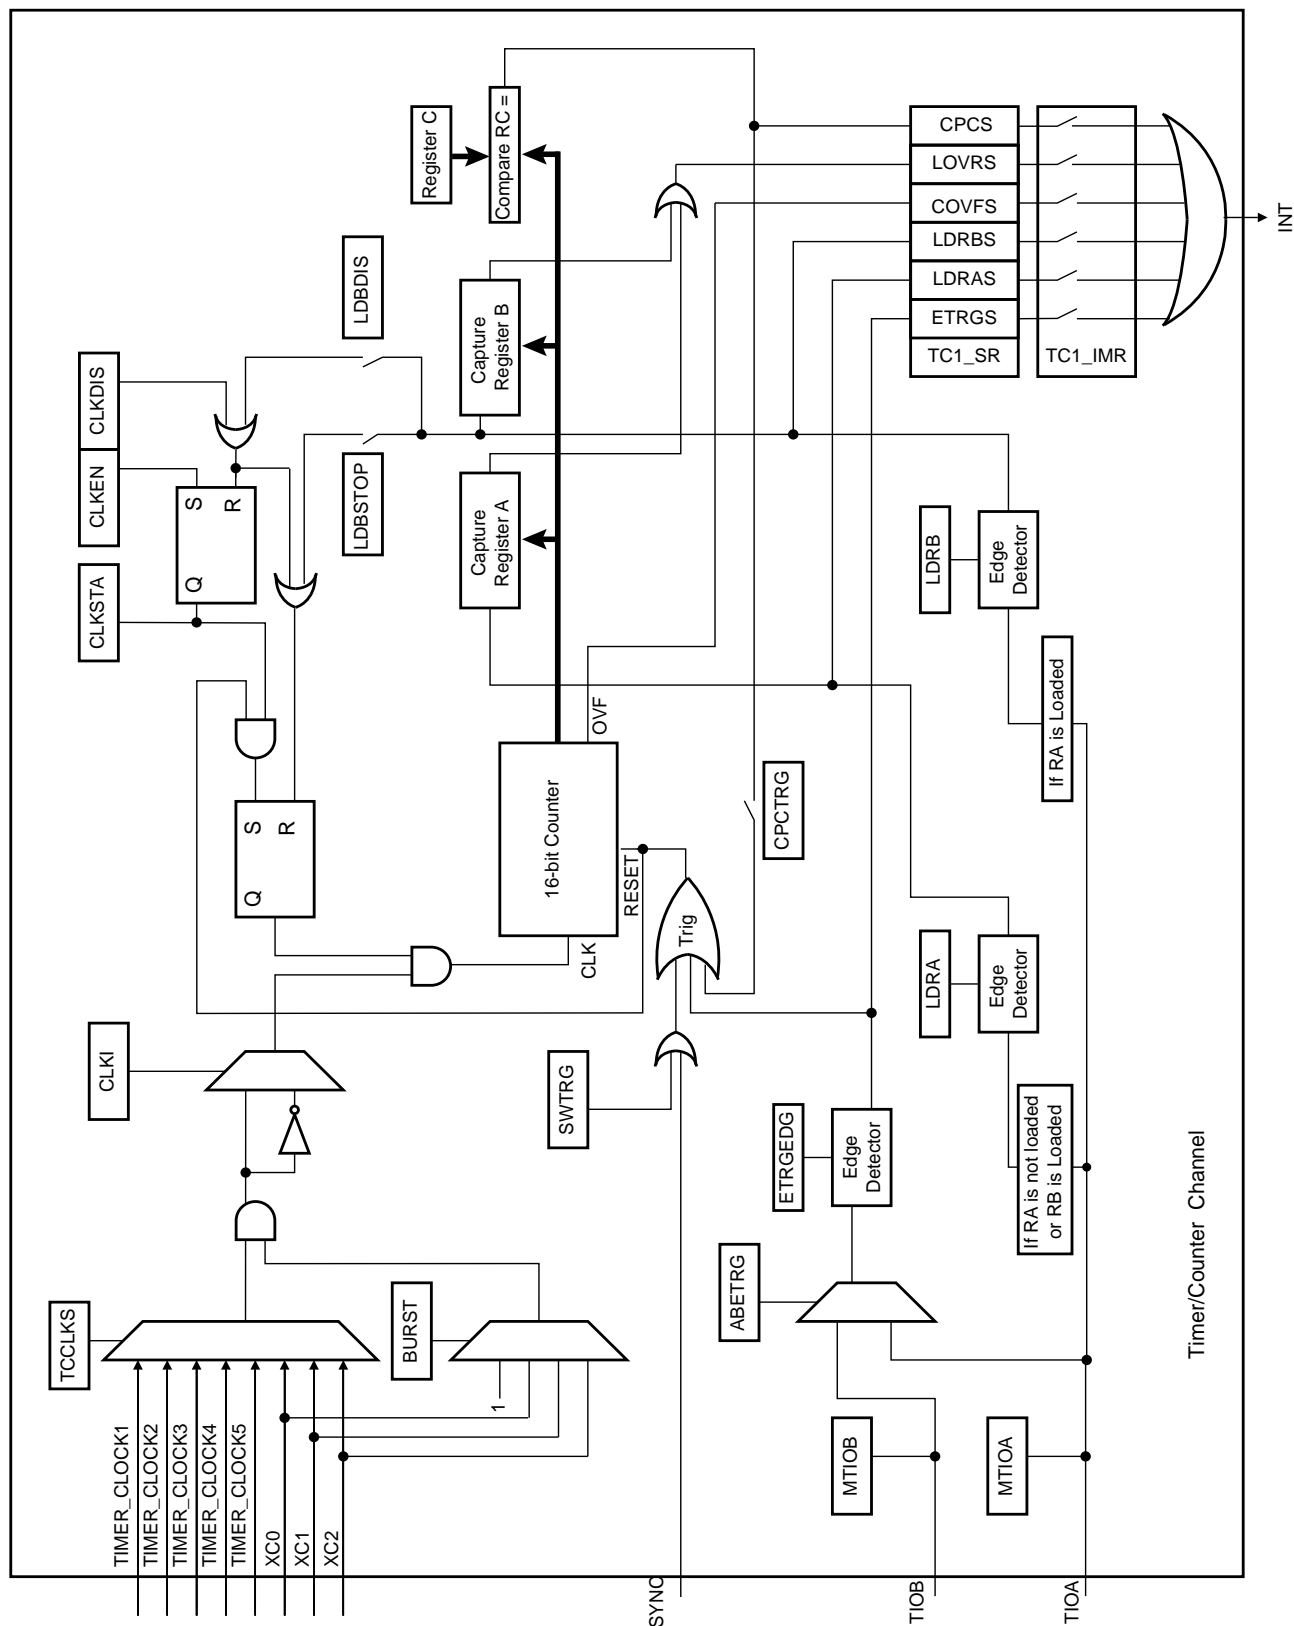 TCCLKS
TIMER_CLOCK1
TIMER_CLOCK2
TIMER_CLOCK3
TIMER_CLOCK4
TIMER_CLOCK5
XC0
XC1
XC2
CLKI
CLKSTA
CLKEN
CLKDIS
Q
S
R
Q
S
R
BURST
1
LDBSTOP
LDBDIS
Register C
Capture
Register A
Capture
Register B
Compare RC =
16-bit Counter
CLK
OVF
RESET
SWTRG
SYNC
Trig
CPCTRG
ABETRG
ETRGEDG
Edge
Detector
MTIOB
TIOB
MTIOA
TIOA
LDRA
Edge
Detector
LDRB
Edge
Detector
If RA is not loaded
or RB is Loaded
If RA is Loaded
CPCS
LOVRS
COVFS
LDRBS
LDRAS
ETRGS
TC1_SR
TC1_IMR
Timer/Counter Channel
INT